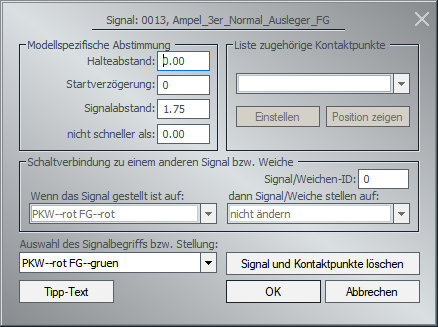 Signal: 0013, Ampel_3er_Normal_Ausleger_FG
Modellspezifische Abstimmung
Halteabstand: 0.00
Startverzögerung: 0
Signalabstand: 1.75
nicht schneller als: 0.00
Liste zugehörige Kontaktpunkte
Einstellen Position zeigen
Schaltverbindung zu einem anderen Signal bzw. Weiche
Signal/Weichen-ID: 0
Wenn das Signal gestellt ist auf: dann Signal/Weiche stellen auf:
PKW--rot FG--rot nicht ändern
Auswahl des Signalbegriffs bzw. Stellung:
PKW--rot FG--gruen Signal und Kontaktpunkte löschen
Tipp-Text OK Abbrechen